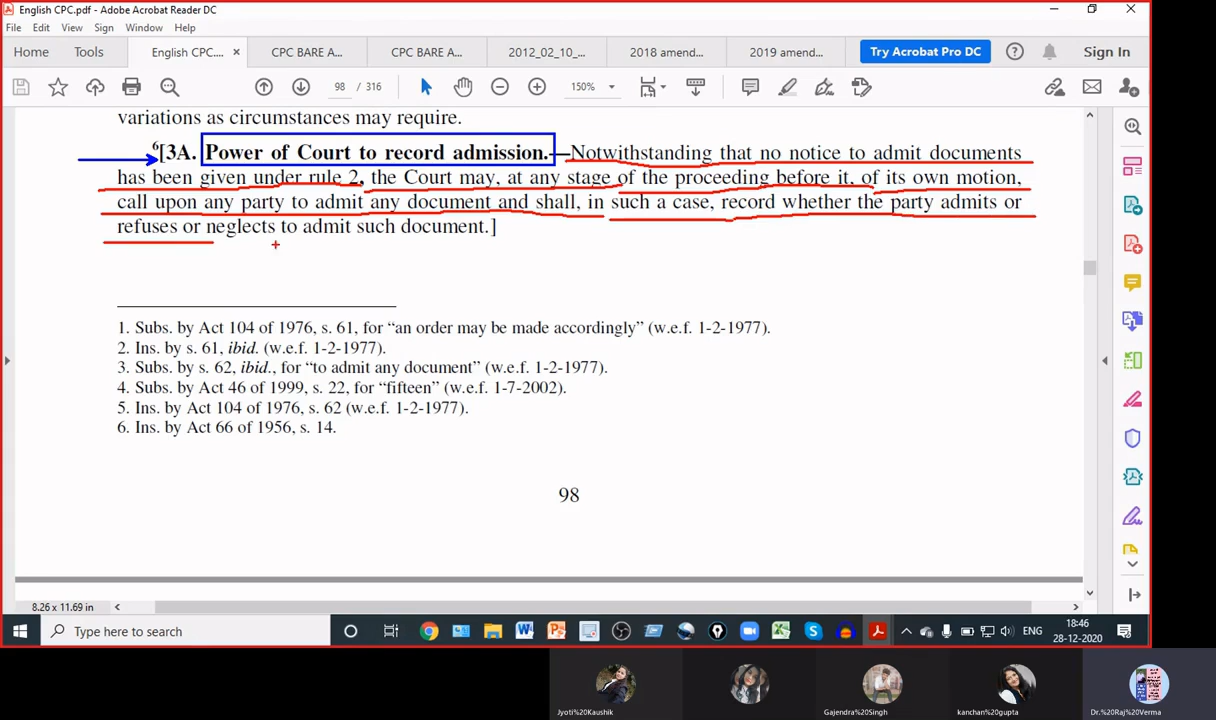 English CPC.pdf - Adobe Acrobat Reader DC
File Edit View Sign Window Help
Home Tools English CPC.... × CPC BARE A... CPC BARE A... 2012_02_10_... 2018 amend... 2019 amend... Try Acrobat Pro DC Sign In
98 / 316 150%
variations as circumstances may require.
6[3A. Power of Court to record admission.—Notwithstanding that no notice to admit documents
has been given under rule 2, the Court may, at any stage of the proceeding before it, of its own motion,
call upon any party to admit any document and shall, in such a case, record whether the party admits or
refuses or neglects to admit such document.]
1. Subs. by Act 104 of 1976, s. 61, for “an order may be made accordingly” (w.e.f. 1-2-1977).
2. Ins. by s. 61, ibid. (w.e.f. 1-2-1977).
3. Subs. by s. 62, ibid., for “to admit any document” (w.e.f. 1-2-1977).
4. Subs. by Act 46 of 1999, s. 22, for “fifteen” (w.e.f. 1-7-2002).
5. Ins. by Act 104 of 1976, s. 62 (w.e.f. 1-2-1977).
6. Ins. by Act 66 of 1956, s. 14.
98
8.26 x 11.69 in
Type here to search
ENG
18:46
28-12-2020
Jyoti%20Kaushik Gajendra%20Singh kanchan%20gupta Dr.%20Raj%20Verma